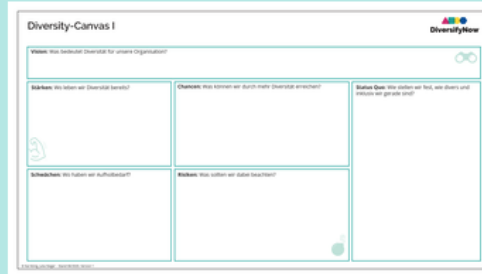 Diversity-Canvas I
DiversifyNow
Vision: Was bedeutet Diversität für unsere Organisation?
Stärken: Wo leben wir Diversität bereits?
Chancen: Was können wir durch mehr Diversität erreichen?
Status Quo: Wie stellen wir fest, wie divers und
inklusiv wir gerade sind?
Schwächen: Wo haben wir Aufholbedarf?
Risiken: Was sollten wir dabei beachten?